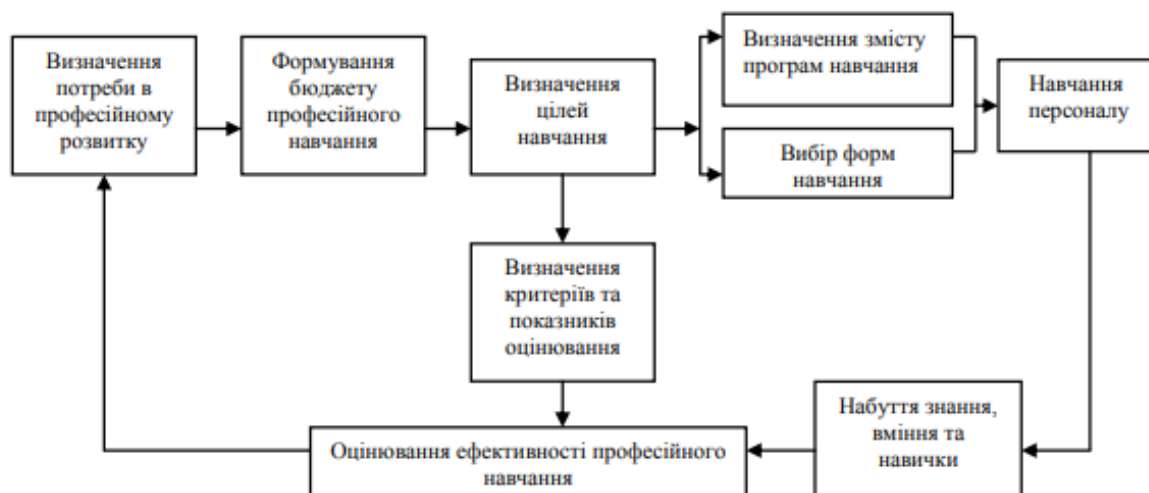 Визначення
потреби в
професійному
розвитку
Формування
бюджету
професійного
навчання
Визначення
цілей
навчання
Визначення змісту
програм навчання
Вибір форм
навчання
Навчання
персоналу
Визначення
критеріїв та
показників
оцінювання
Набуття знання,
вміння та
навички
Оцінювання ефективності професійного
навчання